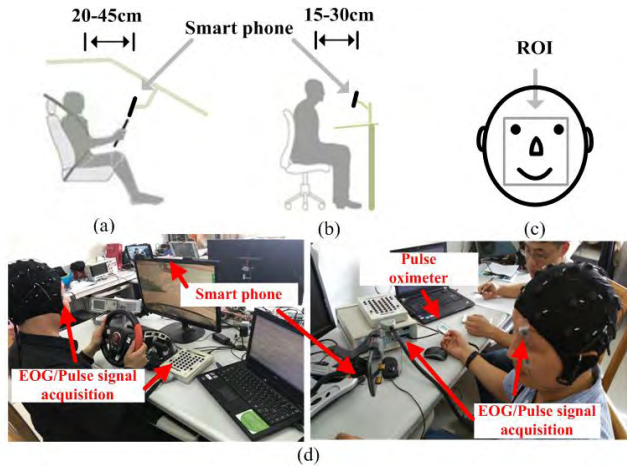 20-45cm
Smart phone
15-30cm
ROI
(a)
(b)
(c)
Pulse
oximeter
Smart phone
EOG/Pulse signal
acquisition
EOG/Pulse signal
acquisition
(d)